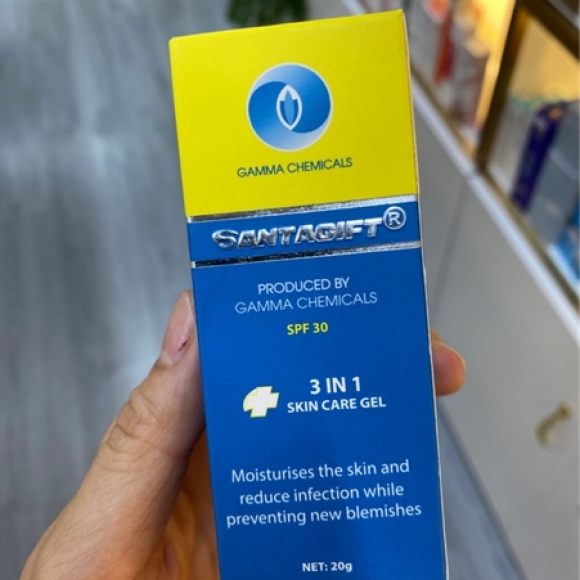 GAMMA CHEMICALS
SANTAGIFT®
PRODUCED BY
GAMMA CHEMICALS
SPF 30
3 IN 1
SKIN CARE GEL
Moisturises the skin and
reduce infection while
preventing new blemishes
NET: 20g